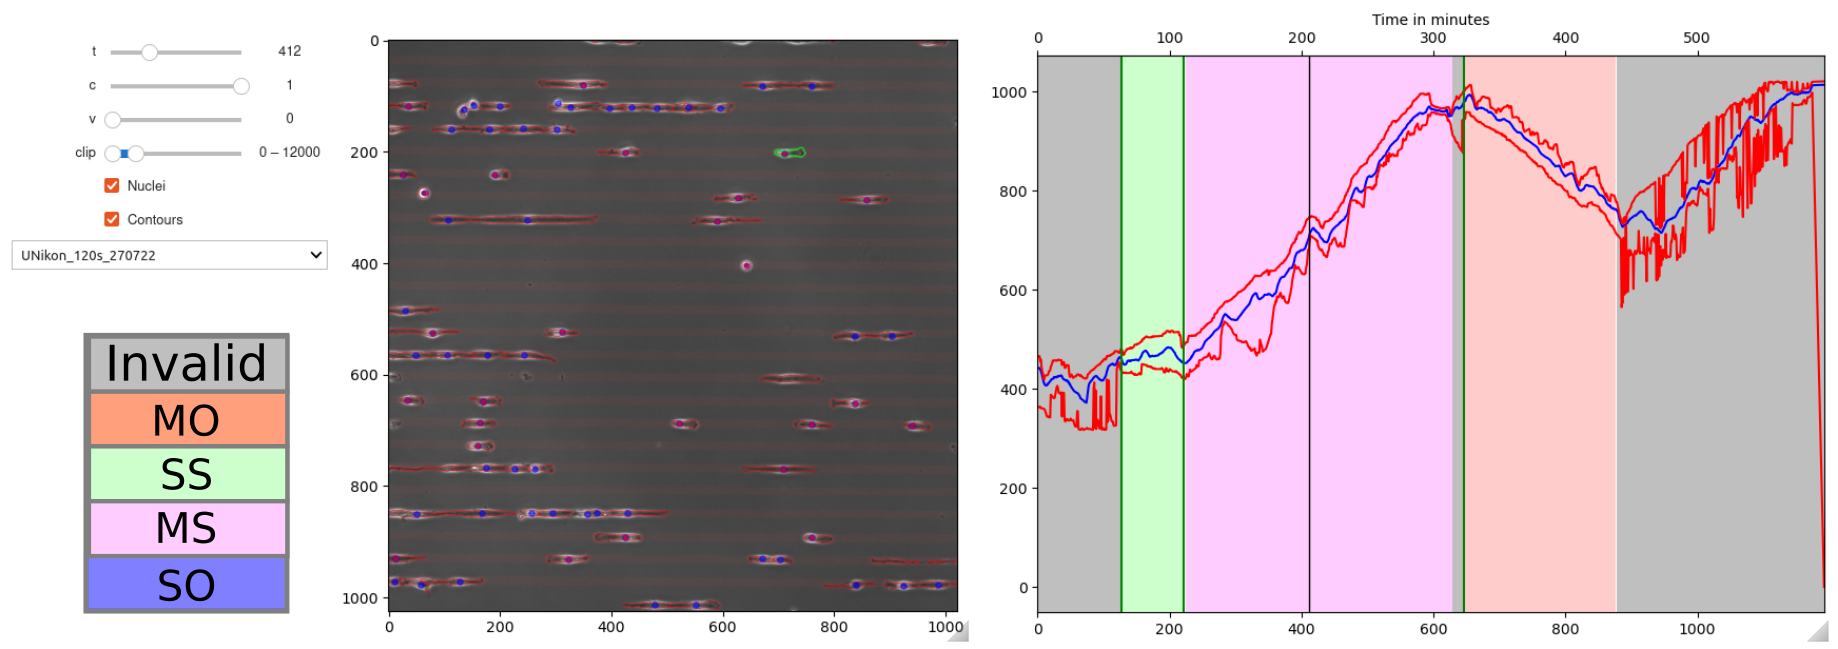 t 412
c 1
v 0
clip 0 – 12000
Nuclei
Contours
UNikon_120s_270722
Invalid
MO
SS
MS
SO
0
200
400
600
800
1000
0 200 400 600 800 1000
Time in minutes
0 100 200 300 400 500
1000
800
600
400
200
0
0 200 400 600 800 1000